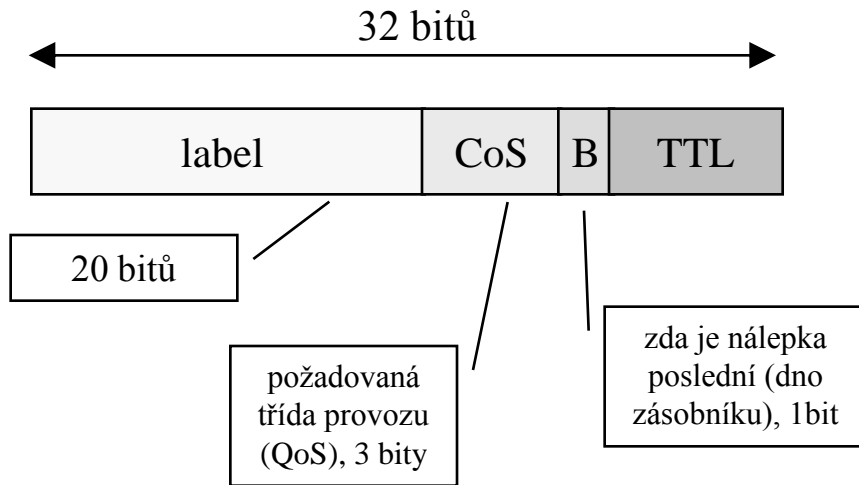 32 bitů
label CoS B TTL
20 bitů
požadovaná
třída provozu
(QoS), 3 bity
zda je nálepka
poslední (dno
zásobníku), 1bit